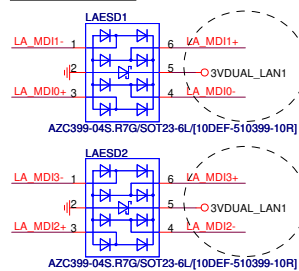 LAESD1
LA_MDI1- 1 6 LA_MDI1+
2 5 3VDUAL_LAN1
LA_MDI0+ 3 4 LA_MDI0-
AZC399-04S.R7G/SOT23-6L/[10DEF-510399-10R]
LAESD2
LA_MDI3- 1 6 LA_MDI3+
2 5 3VDUAL_LAN1
LA_MDI2+ 3 4 LA_MDI2-
AZC399-04S.R7G/SOT23-6L/[10DEF-510399-10R]